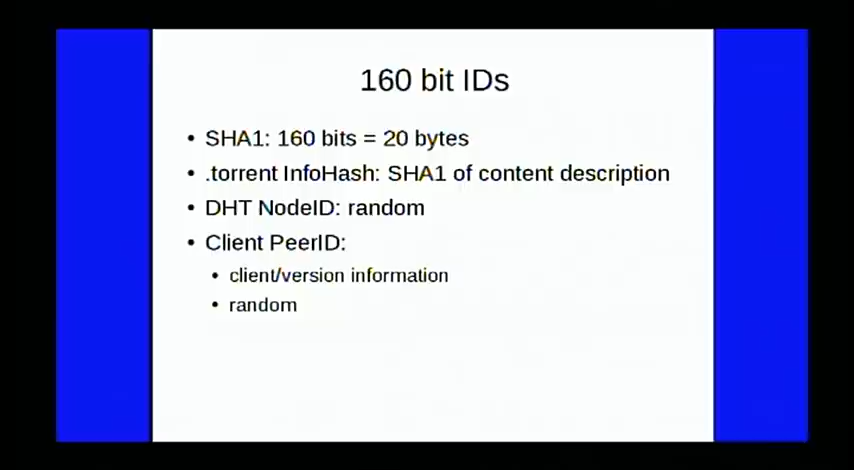 160 bit IDs
• SHA1: 160 bits = 20 bytes
• .torrent InfoHash: SHA1 of content description
• DHT NodeID: random
• Client PeerID:
• client/version information
• random